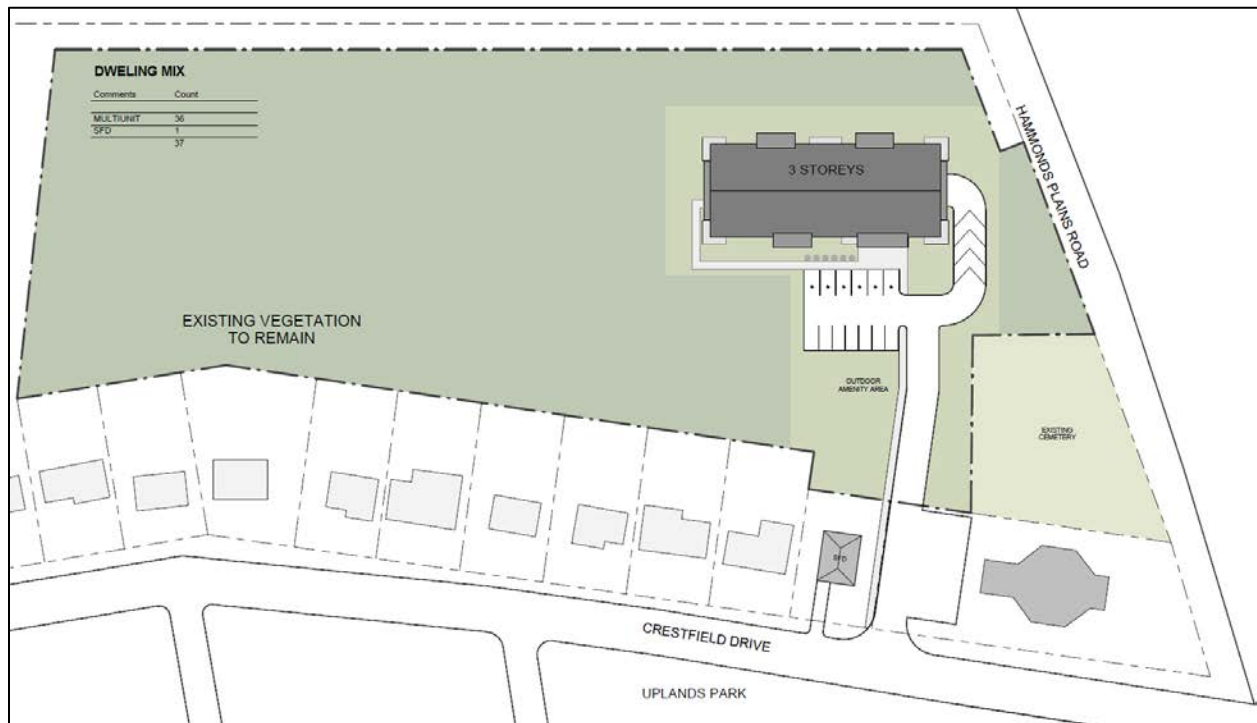 DWELING MIX
Comments Count
MULTIUNIT 36
SFD 1
37
3 STOREYS
HAMMONDS PLAINS ROAD
EXISTING VEGETATION
TO REMAIN
OUTDOOR
AMENITY AREA
EXISTING
CEMETERY
SFD
CRESTFIELD DRIVE
UPLANDS PARK